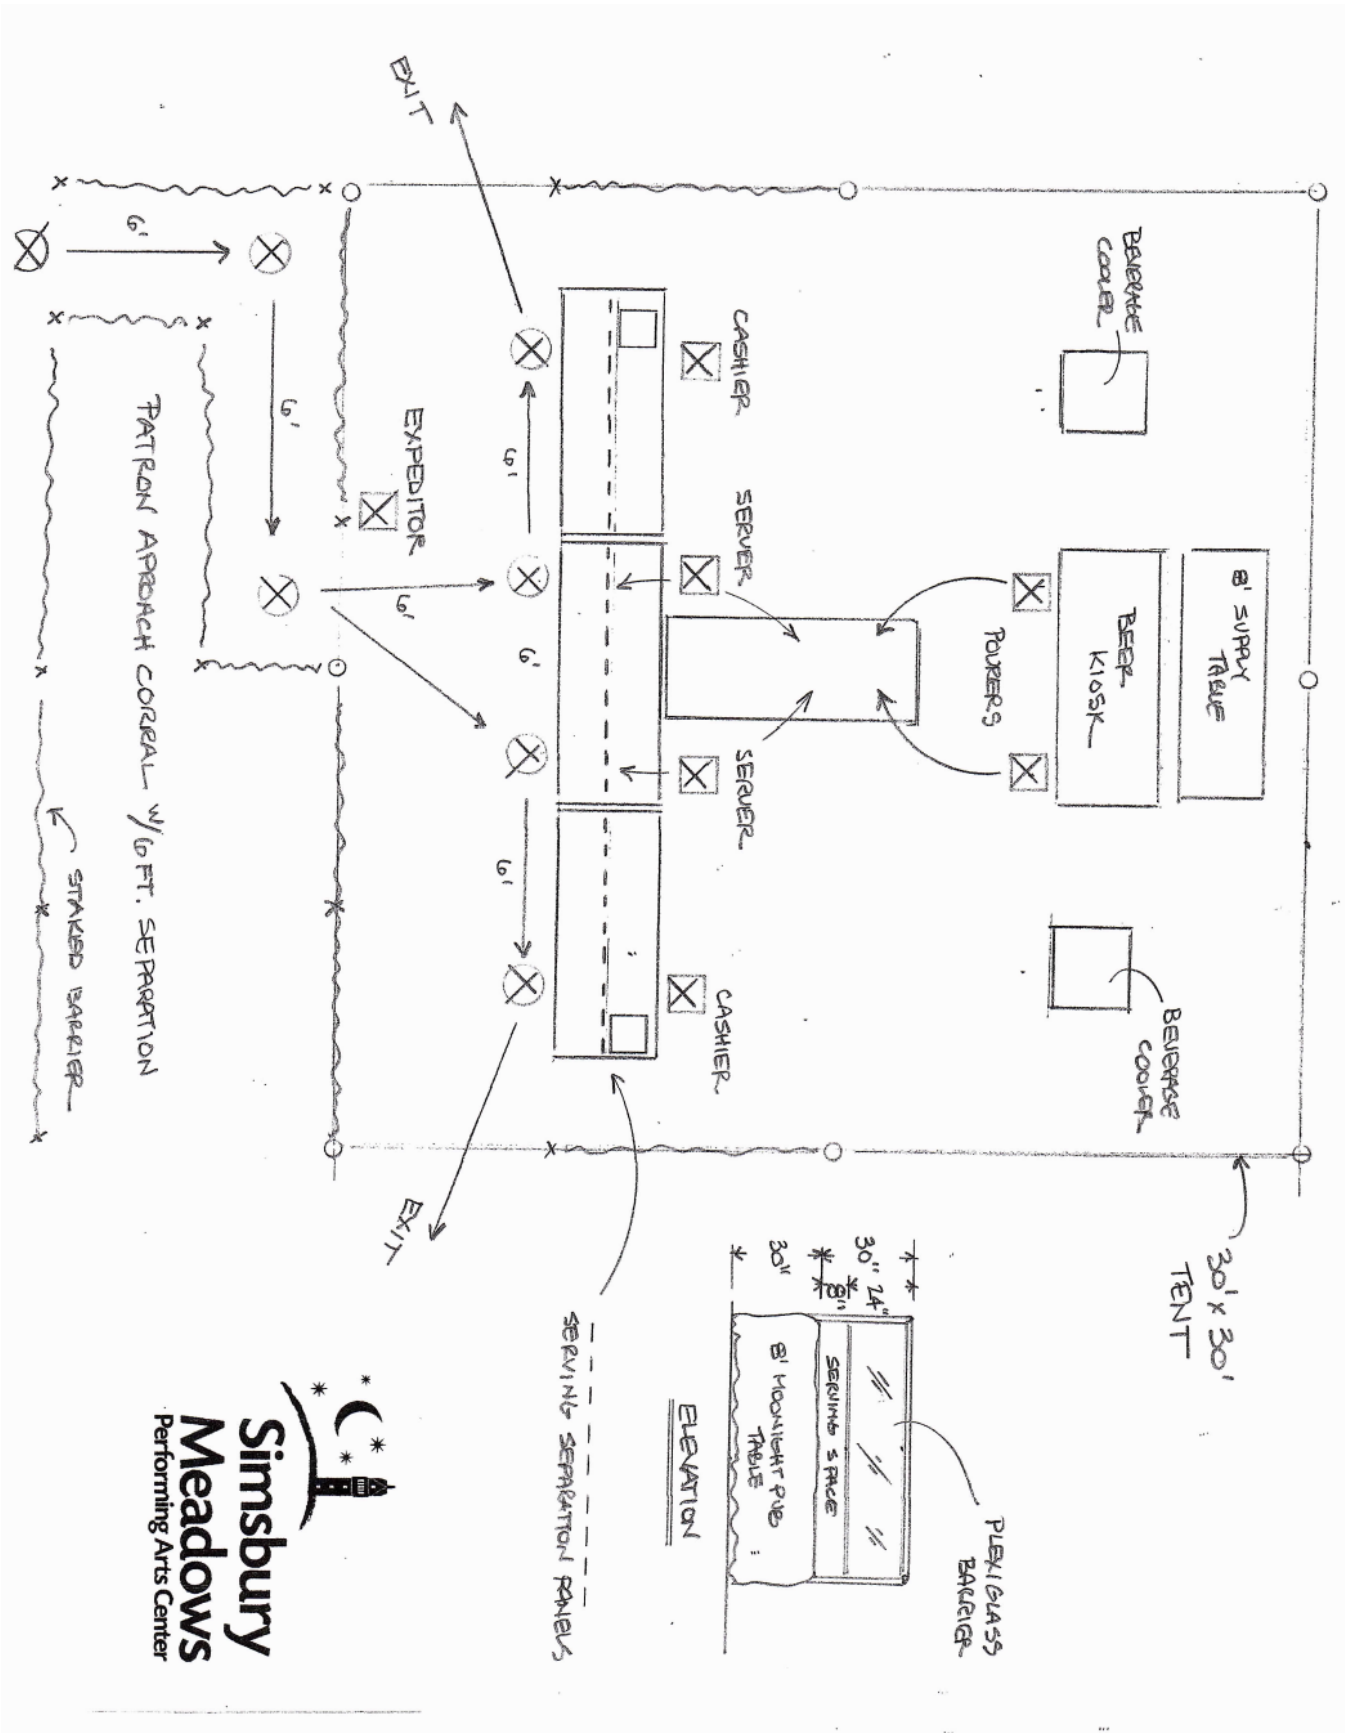 30' x 30'
TENT
8' SUPPLY
TABLE
BEER
KIOSK
BEVERAGE
COOLER
BEVERAGE
COOLER
POURERS
CASHIER
SERVER
SERVER
CASHIER
EXPEDITOR
6'
6'
6'
6'
6'
6'
EXIT
EXIT
PATRON APROACH CORRAL W/6 FT. SEPARATION
STAKED BARRIER
PLEXIGLASS
BARRIER
30"
24"
8"
30"
SERVING SPACE
8' MOONIGHT PUB
TABLE
ELEVATION
SERVING SEPARATION PANELS
Simsbury
Meadows
Performing Arts Center